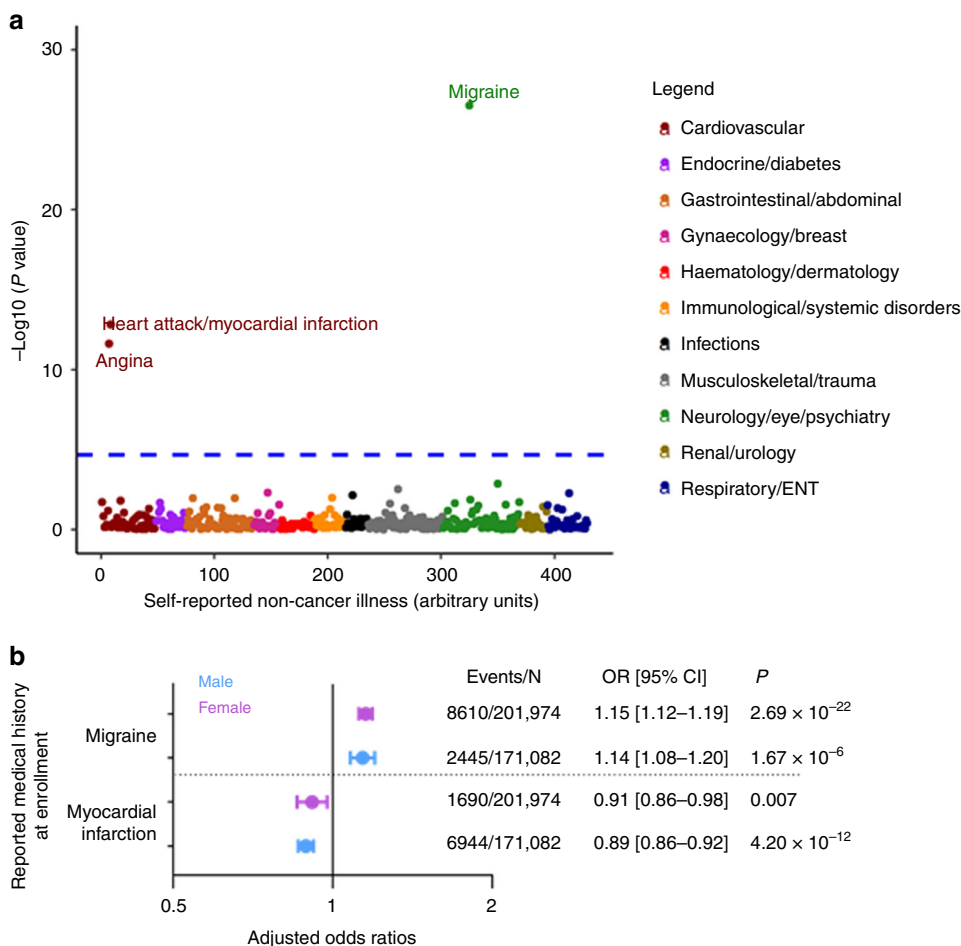 a
30
20
10
0
–Log10 (P value)
Migraine
Heart attack/myocardial infarction
Angina
0 100 200 300 400
Self-reported non-cancer illness (arbitrary units)
Legend
a Cardiovascular
a Endocrine/diabetes
a Gastrointestinal/abdominal
a Gynaecology/breast
a Haematology/dermatology
a Immunological/systemic disorders
a Infections
a Musculoskeletal/trauma
a Neurology/eye/psychiatry
a Renal/urology
a Respiratory/ENT
b
Reported medical history
at enrollment
Male
Female
Events/N OR [95% CI] P
Migraine
8610/201,974 1.15 [1.12–1.19] 2.69 × 10⁻²²
2445/171,082 1.14 [1.08–1.20] 1.67 × 10⁻⁶
Myocardial
infarction
1690/201,974 0.91 [0.86–0.98] 0.007
6944/171,082 0.89 [0.86–0.92] 4.20 × 10⁻¹²
0.5 1 2
Adjusted odds ratios